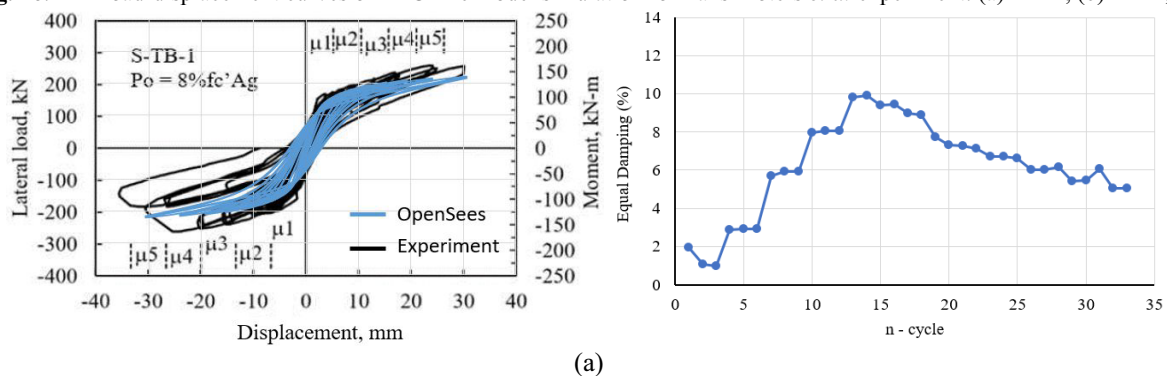 400
300
200
100
0
-100
-200
-300
-400
Lateral load, kN
S-TB-1
Po = 8%fc'Ag
μ1 μ2 μ3 μ4 μ5
μ5 μ4 μ3 μ2 μ1
OpenSees
Experiment
250
200
150
100
50
0
-50
-100
-150
-200
-250
Moment, kN-m
-40 -30 -20 -10 0 10 20 30 40
Displacement, mm
14
12
10
8
6
4
2
0
Equal Damping (%)
0 5 10 15 20 25 30 35
n - cycle
(a)